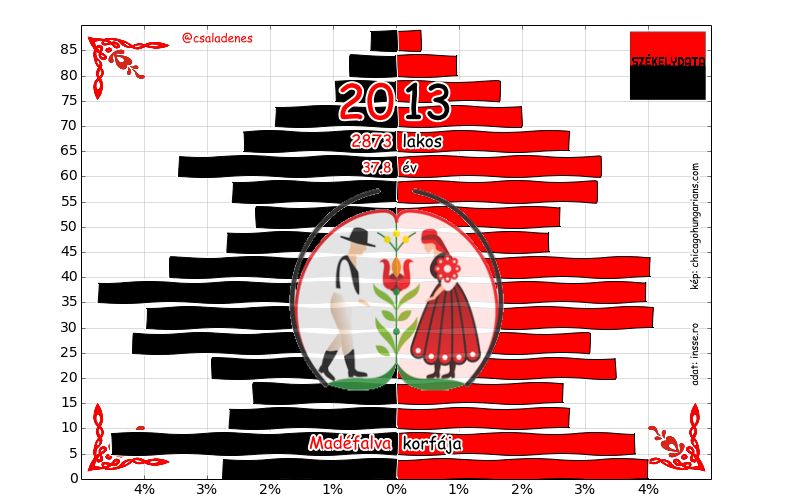 @csaladenes
SZÉKELYDATA
2013
2873 lakos
37.8 év
85
80
75
70
65
60
55
50
45
40
35
30
25
20
15
10
5
0
kép: chicagohungarians.com
adat: insse.ro
Madéfalva korfája
4% 3% 2% 1% 0% 1% 2% 3% 4%